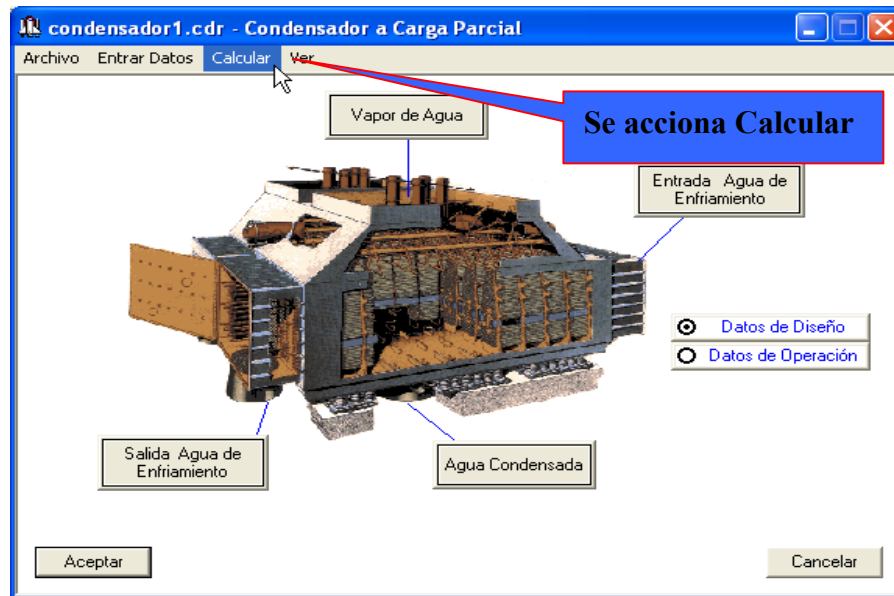 condensador1.cdr - Condensador a Carga Parcial
Archivo Entrar Datos Calcular Ver
Se acciona Calcular
Vapor de Agua
Entrada Agua de
Enfriamiento
Datos de Diseño
Datos de Operación
Salida Agua de
Enfriamiento
Agua Condensada
Aceptar
Cancelar